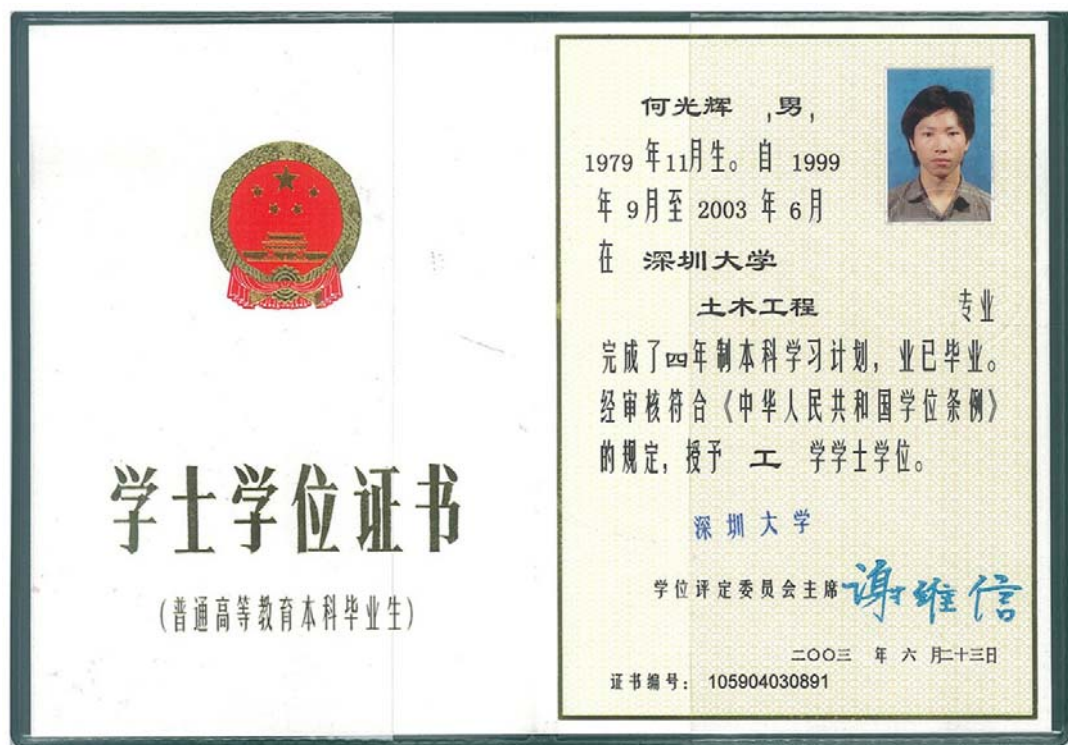 学士学位证书
(普通高等教育本科毕业生)
何光辉 ,男,
1979 年11月生。自 1999
年 9月至 2003 年 6月
在 深圳大学
土木工程 专业
完成了四年制本科学习计划，业已毕业。
经审核符合《中华人民共和国学位条例》
的规定，授予 工 学学士学位。
深圳大学
学位评定委员会主席 谢维信
二〇〇三 年 六 月二十三日
证书编号： 105904030891